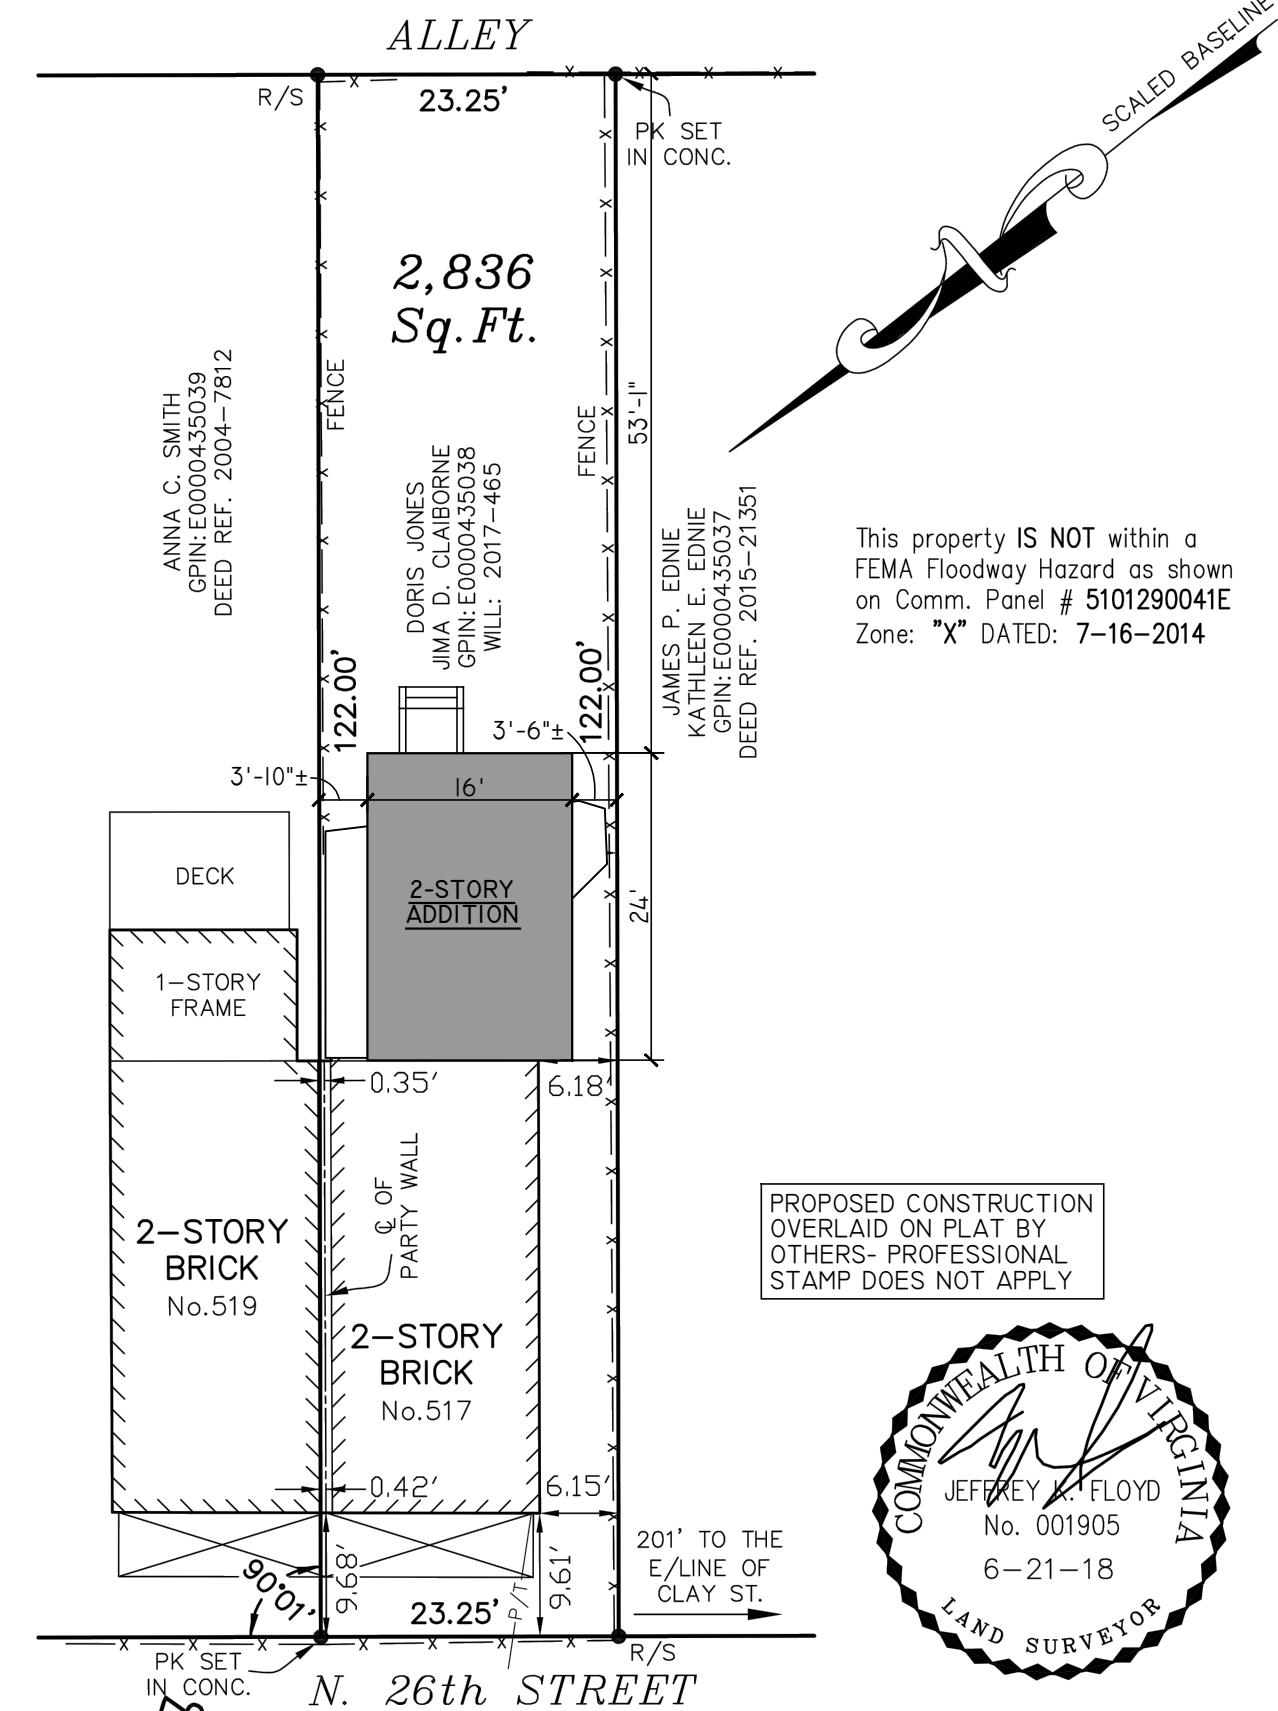 ALLEY
R/S
23.25'
PK SET
IN CONC.
SCALED BASELINE
2,836
Sq.Ft.
FENCE
FENCE
53'-1"
ANNA C. SMITH
GPIN:E0000435039
DEED REF. 2004-7812
DORIS JONES
JIMA D. CLAIBORNE
GPIN:E0000435038
WILL: 2017-465
JAMES P. EDNIE
KATHLEEN E. EDNIE
GPIN:E0000435037
DEED REF. 2015-21351
This property IS NOT within a
FEMA Floodway Hazard as shown
on Comm. Panel # 5101290041E
Zone: "X" DATED: 7-16-2014
122.00'
122.00'
3'-6"±
3'-10"±
16'
DECK
2-STORY
ADDITION
24'
1-STORY
FRAME
0.35'
6.18'
℄ OF
PARTY WALL
2-STORY
BRICK
No.519
2-STORY
BRICK
No.517
PROPOSED CONSTRUCTION
OVERLAID ON PLAT BY
OTHERS- PROFESSIONAL
STAMP DOES NOT APPLY
COMMONWEALTH OF VIRGINIA
JEFFREY K. FLOYD
No. 001905
6-21-18
LAND SURVEYOR
0.42'
6.15'
9.68'
9.61'
90°01'
23.25'
P/T
201' TO THE
E/LINE OF
CLAY ST.
PK SET
IN CONC.
R/S
N. 26th STREET